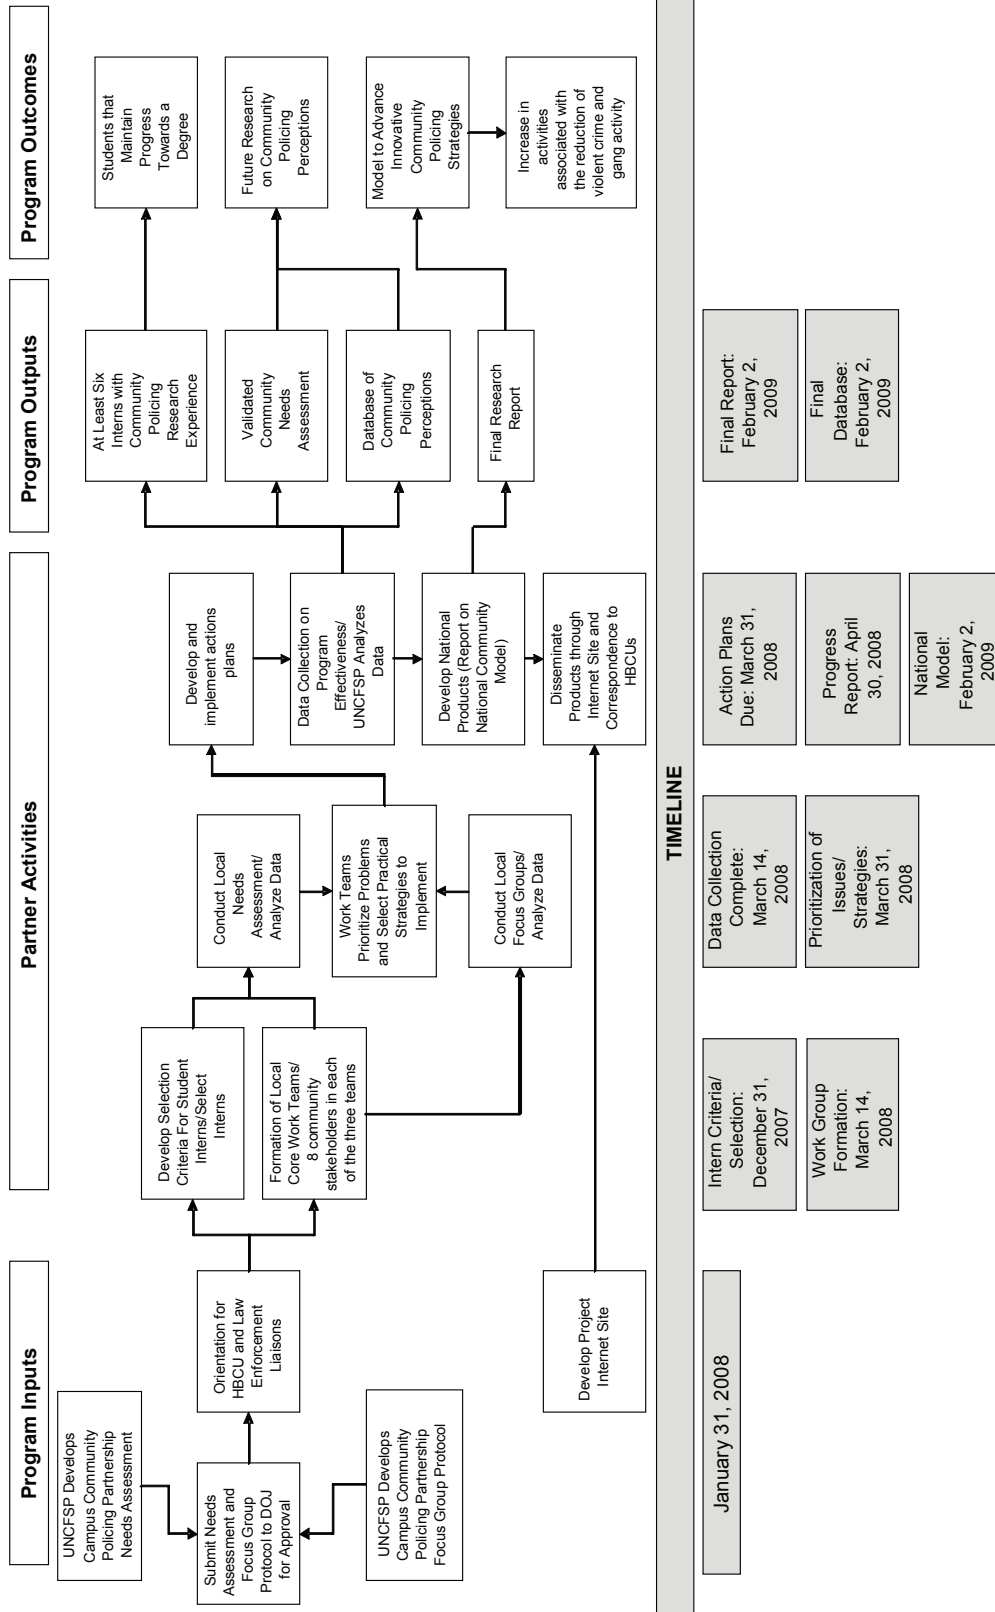 Program Inputs
Partner Activities
Program Outputs
Program Outcomes
UNCFSP Develops
Campus Community
Policing Partnership
Needs Assessment
Submit Needs
Assessment and
Focus Group
Protocol to DOJ
for Approval
UNCFSP Develops
Campus Community
Policing Partnership
Focus Group Protocol
Orientation for
HBCU and Law
Enforcement
Liaisons
Develop Project
Internet Site
Develop Selection
Criteria For Student
Interns/Select
Interns
Formation of Local
Core Work Teams/
8 community
stakeholders in each
of the three teams
Conduct Local
Needs
Assessment/
Analyze Data
Work Teams
Prioritize Problems
and Select Practical
Strategies to
Implement
Conduct Local
Focus Groups/
Analyze Data
Develop and
implement actions
plans
Data Collection on
Program
Effectiveness/
UNCFSP Analyzes
Data
Develop National
Products (Report on
National Community
Model)
Disseminate
Products through
Internet Site and
Correspondence to
HBCUs
At Least Six
Interns with
Community
Policing
Research
Experience
Validated
Community
Needs
Assessment
Database of
Community
Policing
Perceptions
Final Research
Report
Students that
Maintain
Progress
Towards a
Degree
Future Research
on Community
Policing
Perceptions
Model to Advance
Innovative
Community
Policing
Strategies
Increase in
activities
associated with
the reduction of
violent crime and
gang activity
TIMELINE
January 31, 2008
Intern Criteria/
Selection:
December 31,
2007
Work Group
Formation:
March 14,
2008
Data Collection
Complete:
March 14,
2008
Prioritization of
Issues/
Strategies:
March 31,
2008
Action Plans
Due: March 31,
2008
Progress
Report: April
30, 2008
National
Model:
February 2,
2009
Final Report:
February 2,
2009
Final
Database:
February 2,
2009